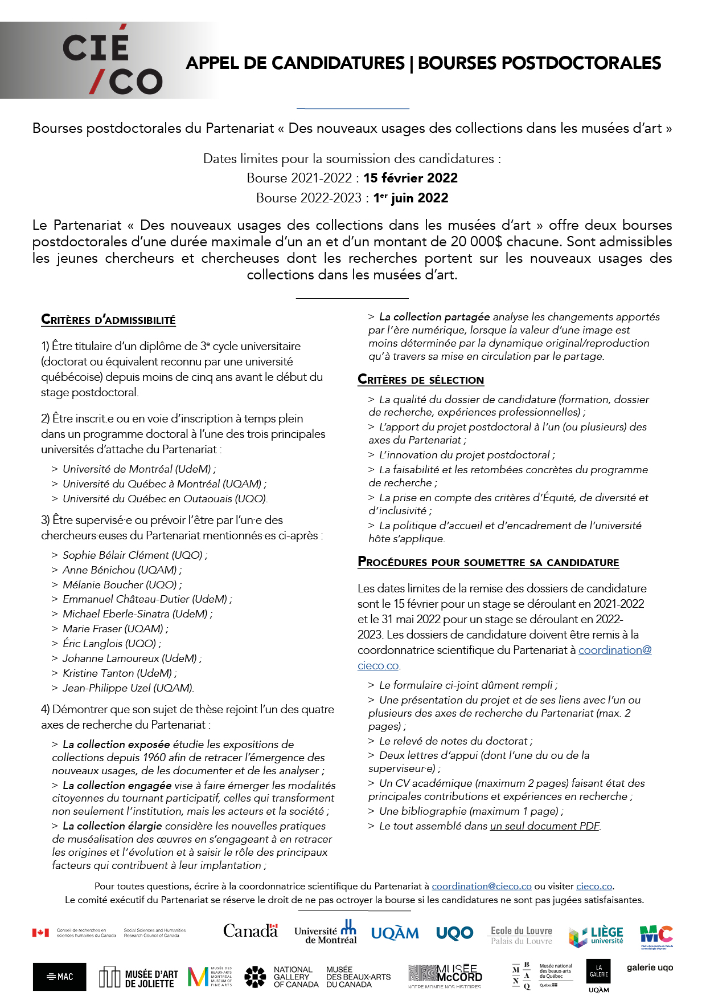 CIÉ
/CO
APPEL DE CANDIDATURES | BOURSES POSTDOCTORALES
Bourses postdoctorales du Partenariat « Des nouveaux usages des collections dans les musées d’art »
Dates limites pour la soumission des candidatures :
Bourse 2021-2022 : 15 février 2022
Bourse 2022-2023 : 1er juin 2022
Le Partenariat « Des nouveaux usages des collections dans les musées d’art » offre deux bourses
postdoctorales d’une durée maximale d’un an et d’un montant de 20 000$ chacune. Sont admissibles
les jeunes chercheurs et chercheuses dont les recherches portent sur les nouveaux usages des
collections dans les musées d’art.
CRITÈRES D’ADMISSIBILITÉ
1) Être titulaire d’un diplôme de 3e cycle universitaire
(doctorat ou équivalent reconnu par une université
québécoise) depuis moins de cinq ans avant le début du
stage postdoctoral.
2) Être inscrit.e ou en voie d’inscription à temps plein
dans un programme doctoral à l’une des trois principales
universités d’attache du Partenariat :
> Université de Montréal (UdeM) ;
> Université du Québec à Montréal (UQAM) ;
> Université du Québec en Outaouais (UQO).
3) Être supervisé·e ou prévoir l’être par l’un·e des
chercheurs·euses du Partenariat mentionnés·es ci-après :
> Sophie Bélair Clément (UQO) ;
> Anne Bénichou (UQAM) ;
> Mélanie Boucher (UQO) ;
> Emmanuel Château-Dutier (UdeM) ;
> Michael Eberle-Sinatra (UdeM) ;
> Marie Fraser (UQAM) ;
> Éric Langlois (UQO) ;
> Johanne Lamoureux (UdeM) ;
> Kristine Tanton (UdeM) ;
> Jean-Philippe Uzel (UQAM).
4) Démontrer que son sujet de thèse rejoint l’un des quatre
axes de recherche du Partenariat :
> La collection exposée étudie les expositions de
collections depuis 1960 afin de retracer l’émergence des
nouveaux usages, de les documenter et de les analyser ;
> La collection engagée vise à faire émerger les modalités
citoyennes du tournant participatif, celles qui transforment
non seulement l’institution, mais les acteurs et la société ;
> La collection élargie considère les nouvelles pratiques
de muséalisation des œuvres en s’engageant à en retracer
les origines et l’évolution et à saisir le rôle des principaux
facteurs qui contribuent à leur implantation ;
> La collection partagée analyse les changements apportés
par l’ère numérique, lorsque la valeur d’une image est
moins déterminée par la dynamique original/reproduction
qu’à travers sa mise en circulation par le partage.
CRITÈRES DE SÉLECTION
> La qualité du dossier de candidature (formation, dossier
de recherche, expériences professionnelles) ;
> L’apport du projet postdoctoral à l’un (ou plusieurs) des
axes du Partenariat ;
> L’innovation du projet postdoctoral ;
> La faisabilité et les retombées concrètes du programme
de recherche ;
> La prise en compte des critères d’Équité, de diversité et
d’inclusivité ;
> La politique d’accueil et d’encadrement de l’université
hôte s’applique.
PROCÉDURES POUR SOUMETTRE SA CANDIDATURE
Les dates limites de la remise des dossiers de candidature
sont le 15 février pour un stage se déroulant en 2021-2022
et le 31 mai 2022 pour un stage se déroulant en 2022-
2023. Les dossiers de candidature doivent être remis à la
coordonnatrice scientifique du Partenariat à coordination@
cieco.co.
> Le formulaire ci-joint dûment rempli ;
> Une présentation du projet et de ses liens avec l’un ou
plusieurs des axes de recherche du Partenariat (max. 2
pages) ;
> Le relevé de notes du doctorat ;
> Deux lettres d’appui (dont l’une du ou de la
superviseur·e) ;
> Un CV académique (maximum 2 pages) faisant état des
principales contributions et expériences en recherche ;
> Une bibliographie (maximum 1 page) ;
> Le tout assemblé dans un seul document PDF.
Pour toutes questions, écrire à la coordonnatrice scientifique du Partenariat à coordination@cieco.co ou visiter cieco.co.
Le comité exécutif du Partenariat se réserve le droit de ne pas octroyer la bourse si les candidatures ne sont pas jugées satisfaisantes.
Conseil de recherches en
sciences humaines du Canada
Social Sciences and Humanities
Research Council of Canada
Canada
Université
de Montréal
UQÀM
UQO
Ecole du Louvre
Palais du Louvre
LIÈGE
université
MC
Chaire de recherche du Canada
en muséologie citoyenne
MAC
MUSÉE D’ART
DE JOLIETTE
M
MUSÉE DES
BEAUX-ARTS
MONTRÉAL
MUSEUM OF
FINE ARTS
NATIONAL
GALLERY
OF CANADA
MUSÉE
DES BEAUX-ARTS
DU CANADA
MUSÉE
McCORD
NOTRE MONDE NOS HISTOIRES
M B
N A
Q
Musée national
des beaux-arts
du Québec
Québec
LA
GALERIE
UQÀM
galerie uqo